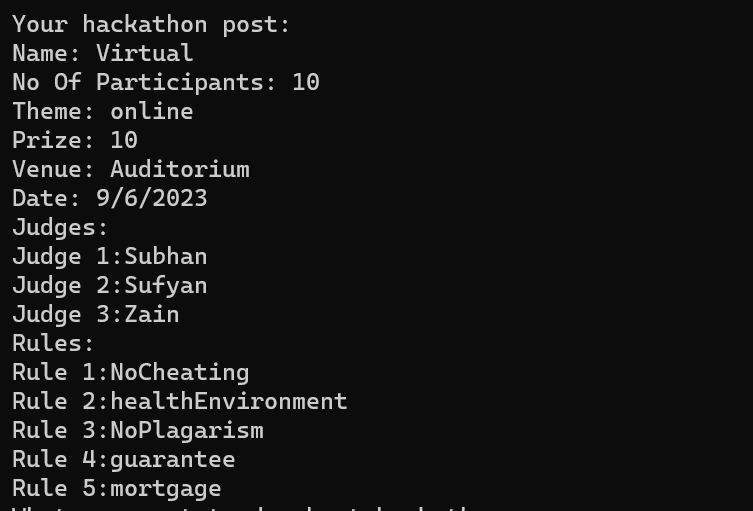 Your hackathon post:
Name: Virtual
No Of Participants: 10
Theme: online
Prize: 10
Venue: Auditorium
Date: 9/6/2023
Judges:
Judge 1:Subhan
Judge 2:Sufyan
Judge 3:Zain
Rules:
Rule 1:NoCheating
Rule 2:healthEnvironment
Rule 3:NoPlagarism
Rule 4:guarantee
Rule 5:mortgage